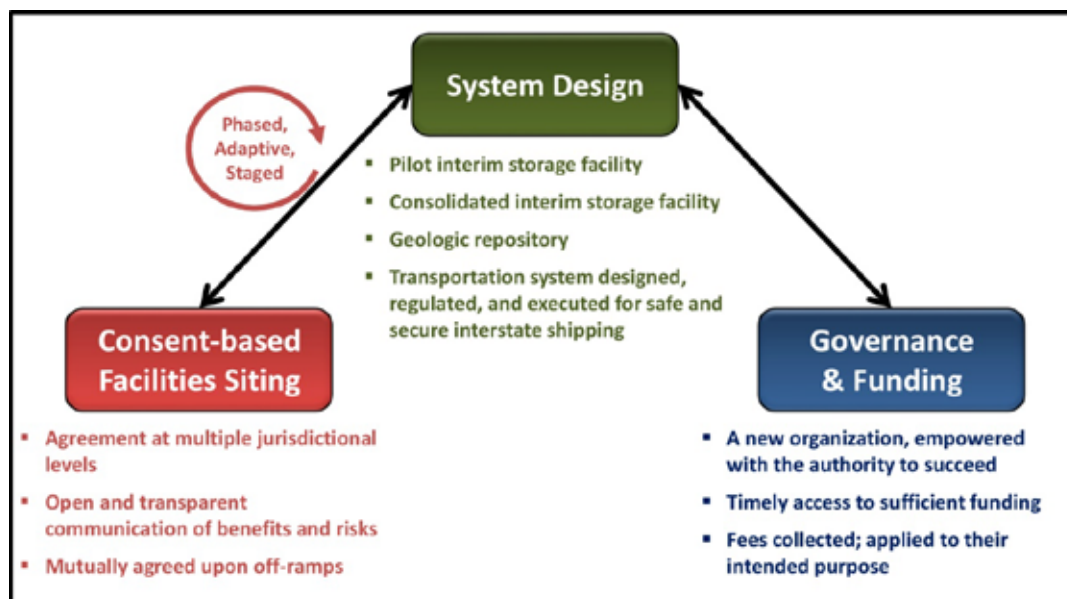 System Design
Phased,
Adaptive,
Staged
▪ Pilot interim storage facility
▪ Consolidated interim storage facility
▪ Geologic repository
▪ Transportation system designed,
regulated, and executed for safe and
secure interstate shipping
Consent-based
Facilities Siting
▪ Agreement at multiple jurisdictional
levels
▪ Open and transparent
communication of benefits and risks
▪ Mutually agreed upon off-ramps
Governance
& Funding
▪ A new organization, empowered
with the authority to succeed
▪ Timely access to sufficient funding
▪ Fees collected; applied to their
intended purpose